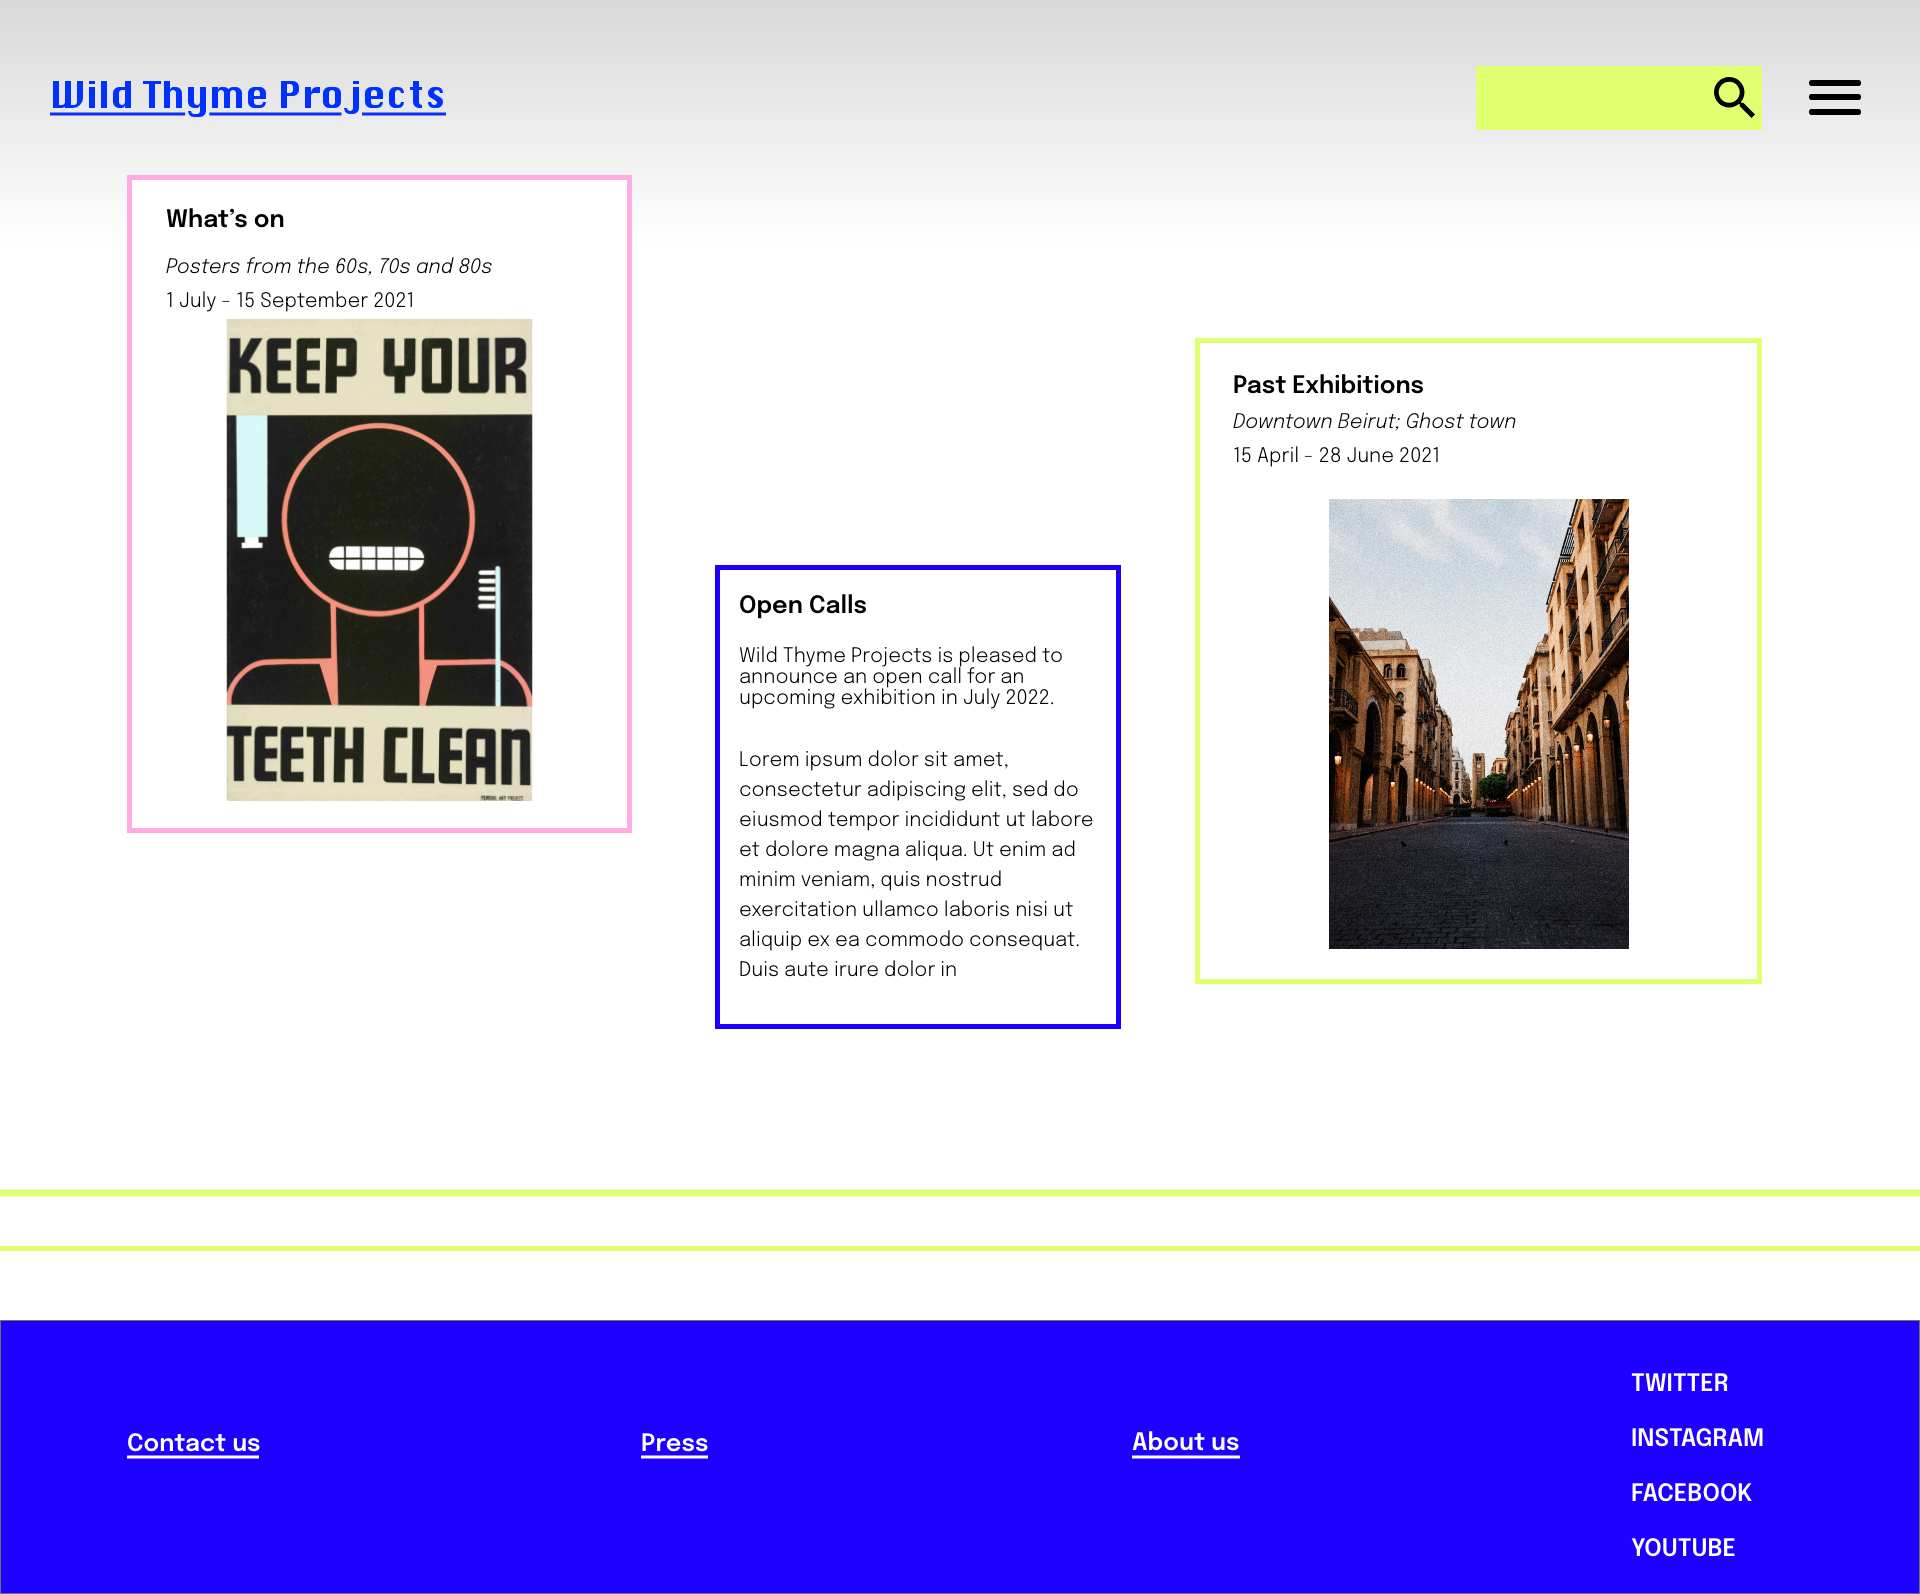 Wild Thyme Projects
What’s on
Posters from the 60s, 70s and 80s
1 July - 15 September 2021
KEEP YOUR
TEETH CLEAN
FEDERAL ART PROJECT
Open Calls
Wild Thyme Projects is pleased to
announce an open call for an
upcoming exhibition in July 2022.
Lorem ipsum dolor sit amet,
consectetur adipiscing elit, sed do
eiusmod tempor incididunt ut labore
et dolore magna aliqua. Ut enim ad
minim veniam, quis nostrud
exercitation ullamco laboris nisi ut
aliquip ex ea commodo consequat.
Duis aute irure dolor in
Past Exhibitions
Downtown Beirut; Ghost town
15 April - 28 June 2021
Contact us
Press
About us
TWITTER
INSTAGRAM
FACEBOOK
YOUTUBE